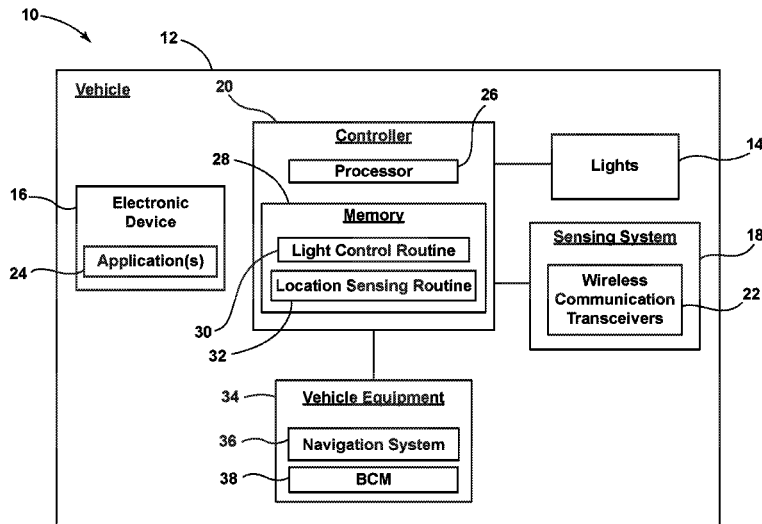 10
12
Vehicle
20
Controller
26
Processor
28
Memory
Light Control Routine
Location Sensing Routine
30
32
16
Electronic
Device
Application(s)
24
Lights
14
Sensing System
18
Wireless
Communication
Transceivers
22
34
Vehicle Equipment
36
Navigation System
38
BCM